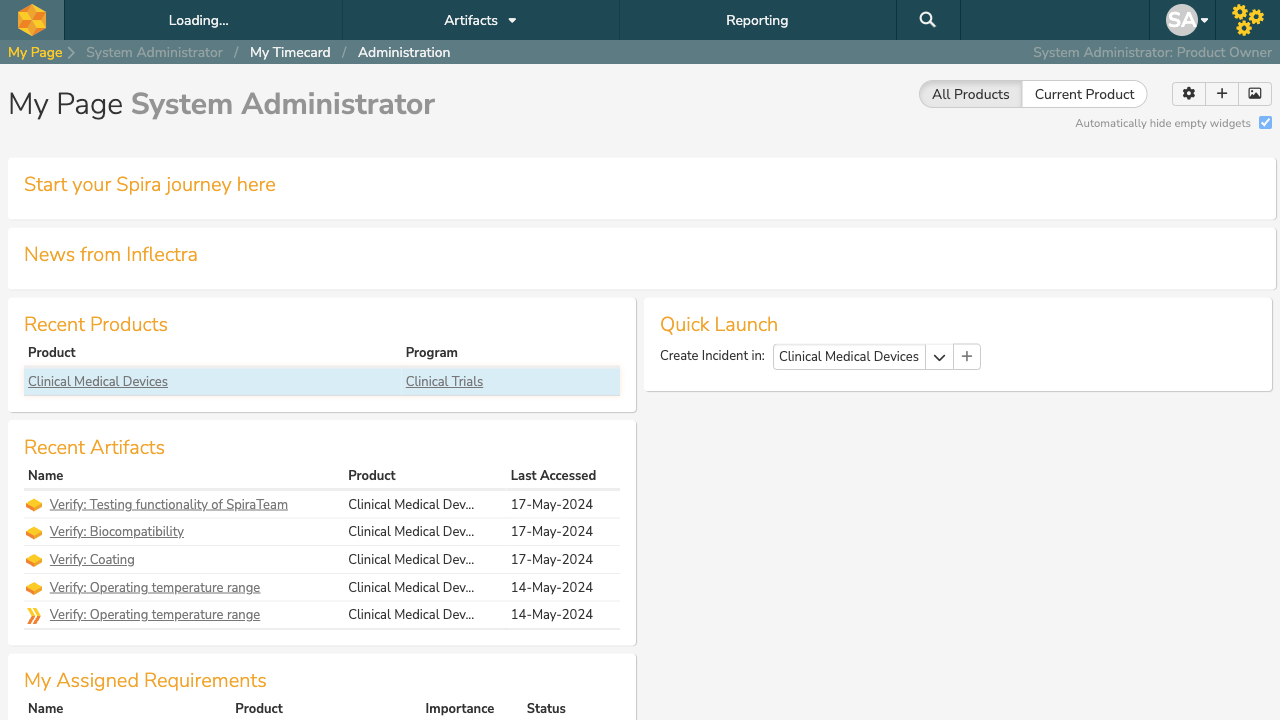 Loading... Artifacts Reporting SA
My Page System Administrator / My Timecard / Administration System Administrator: Product Owner
My Page System Administrator
All Products Current Product
Automatically hide empty widgets
Start your Spira journey here
News from Inflectra
Recent Products
Product Program
Clinical Medical Devices Clinical Trials
Quick Launch
Create Incident in: Clinical Medical Devices
Recent Artifacts
Name Product Last Accessed
Verify: Testing functionality of SpiraTeam Clinical Medical Dev... 17-May-2024
Verify: Biocompatibility Clinical Medical Dev... 17-May-2024
Verify: Coating Clinical Medical Dev... 17-May-2024
Verify: Operating temperature range Clinical Medical Dev... 14-May-2024
Verify: Operating temperature range Clinical Medical Dev... 14-May-2024
My Assigned Requirements
Name Product Importance Status